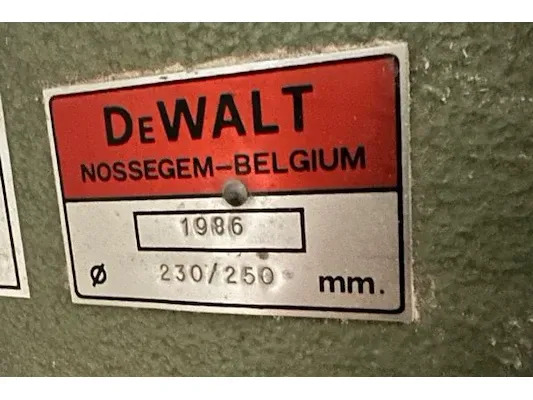 DeWALT
NOSSEGEM–BELGIUM
1986
Ø 230/250 mm.